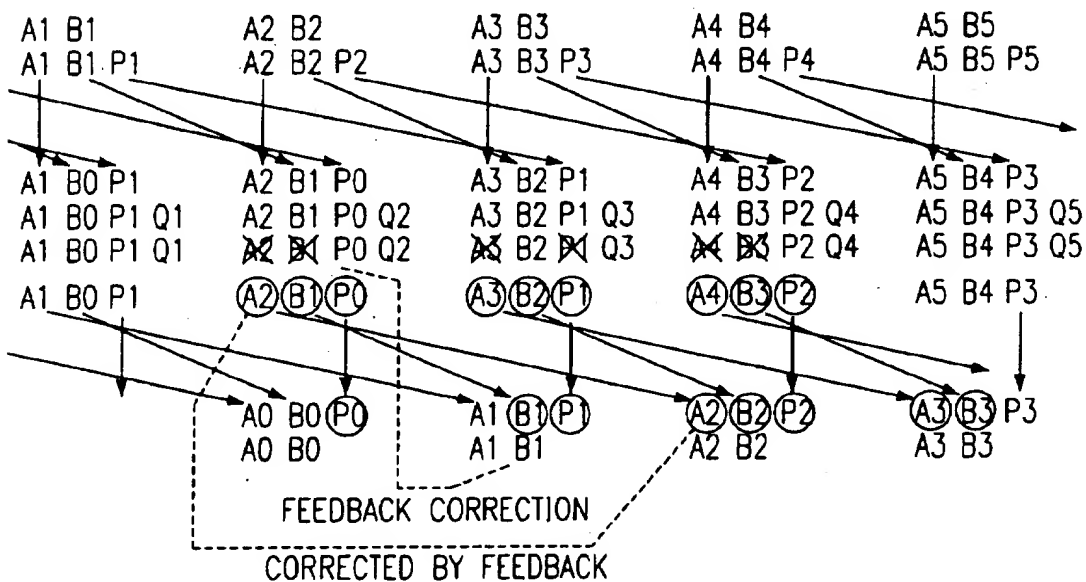 A1 B1 A2 B2 A3 B3 A4 B4 A5 B5
A1 B1 P1 A2 B2 P2 A3 B3 P3 A4 B4 P4 A5 B5 P5
A1 B0 P1 A2 B1 P0 A3 B2 P1 A4 B3 P2 A5 B4 P3
A1 B0 P1 Q1 A2 B1 P0 Q2 A3 B2 P1 Q3 A4 B3 P2 Q4 A5 B4 P3 Q5
A1 B0 P1 Q1 A2 B1 P0 Q2 A3 B2 P1 Q3 A4 B3 P2 Q4 A5 B4 P3 Q5
A1 B0 P1 A2 B1 P0 A3 B2 P1 A4 B3 P2 A5 B4 P3
A0 B0 P0 A1 B1 P1 A2 B2 P2 A3 B3 P3
A0 B0 A1 B1 A2 B2 A3 B3
FEEDBACK CORRECTION
CORRECTED BY FEEDBACK